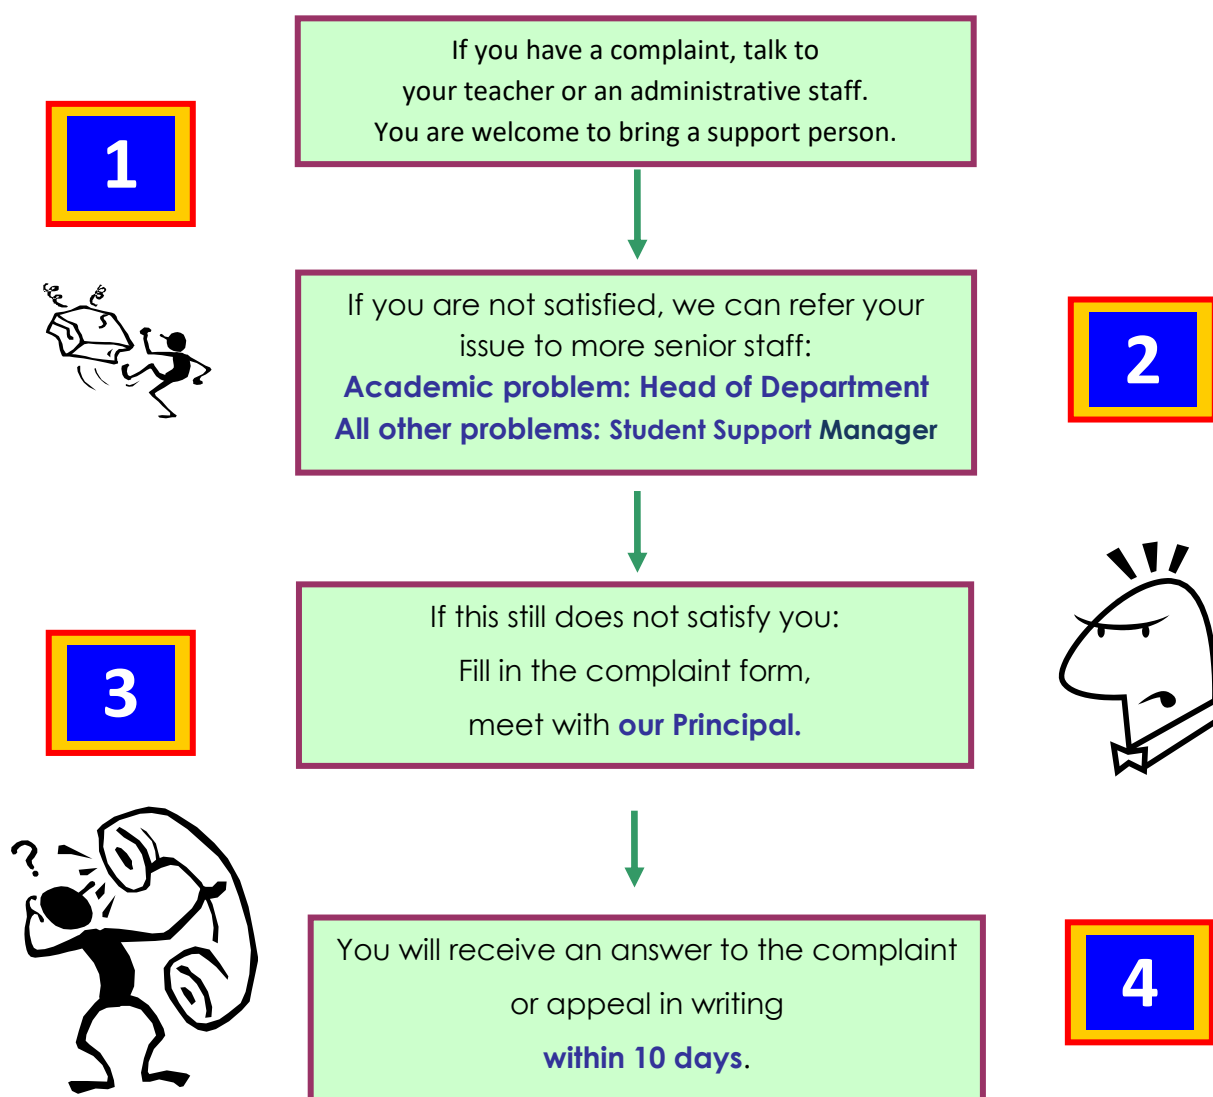 1
If you have a complaint, talk to
your teacher or an administrative staff.
You are welcome to bring a support person.
2
If you are not satisfied, we can refer your
issue to more senior staff:
Academic problem: Head of Department
All other problems: Student Support Manager
3
If this still does not satisfy you:
Fill in the complaint form,
meet with our Principal.
?
4
You will receive an answer to the complaint
or appeal in writing
within 10 days.